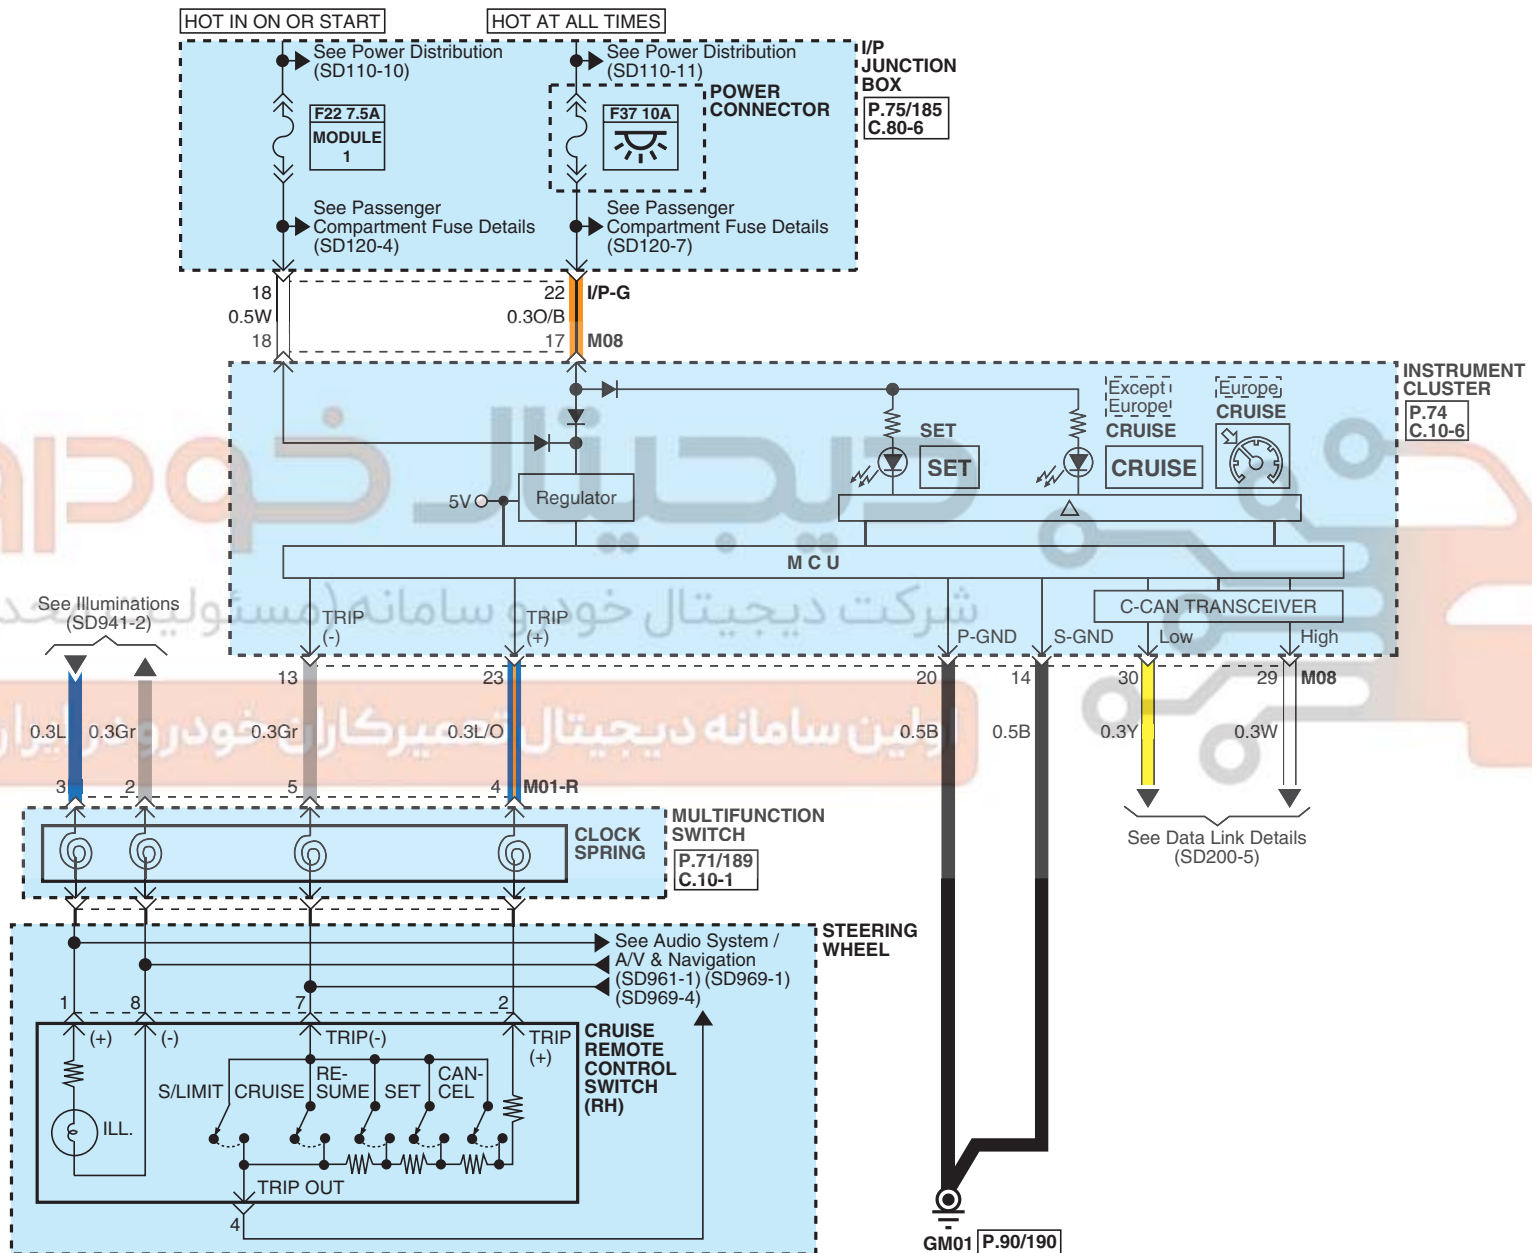 HOT IN ON OR START
HOT AT ALL TIMES
See Power Distribution
(SD110-10)
See Power Distribution
(SD110-11)
I/P
JUNCTION
BOX
P.75/185
C.80-6
POWER
CONNECTOR
F22 7.5A
MODULE
1
F37 10A
See Passenger
Compartment Fuse Details
(SD120-4)
See Passenger
Compartment Fuse Details
(SD120-7)
18
22
I/P-G
0.5W
0.3O/B
18
17
M08
INSTRUMENT
CLUSTER
P.74
C.10-6
Except
Europe
Europe
CRUISE
SET
SET
CRUISE
CRUISE
دیجیتال خودرو
5V
Regulator
M C U
شرکت دیجیتال خودرو سامانه (مسئولیت محد
See Illuminations
(SD941-2)
TRIP
(-)
TRIP
(+)
C-CAN TRANSCEIVER
P-GND
S-GND
Low
High
13
23
20
14
30
29
M08
اولین سامانه دیجیتال تعمیرکاران خودرو در ایران
0.3L
0.3Gr
0.3Gr
0.3L/O
0.5B
0.5B
0.3Y
0.3W
3
2
5
4
M01-R
MULTIFUNCTION
SWITCH
P.71/189
C.10-1
CLOCK
SPRING
See Data Link Details
(SD200-5)
STEERING
WHEEL
See Audio System /
A/V & Navigation
(SD961-1) (SD969-1)
(SD969-4)
1
8
7
2
(+)
(-)
TRIP(-)
TRIP
(+)
CRUISE
REMOTE
CONTROL
SWITCH
(RH)
S/LIMIT
CRUISE
RE-
SUME
SET
CAN-
CEL
ILL.
TRIP OUT
4
GM01
P.90/190